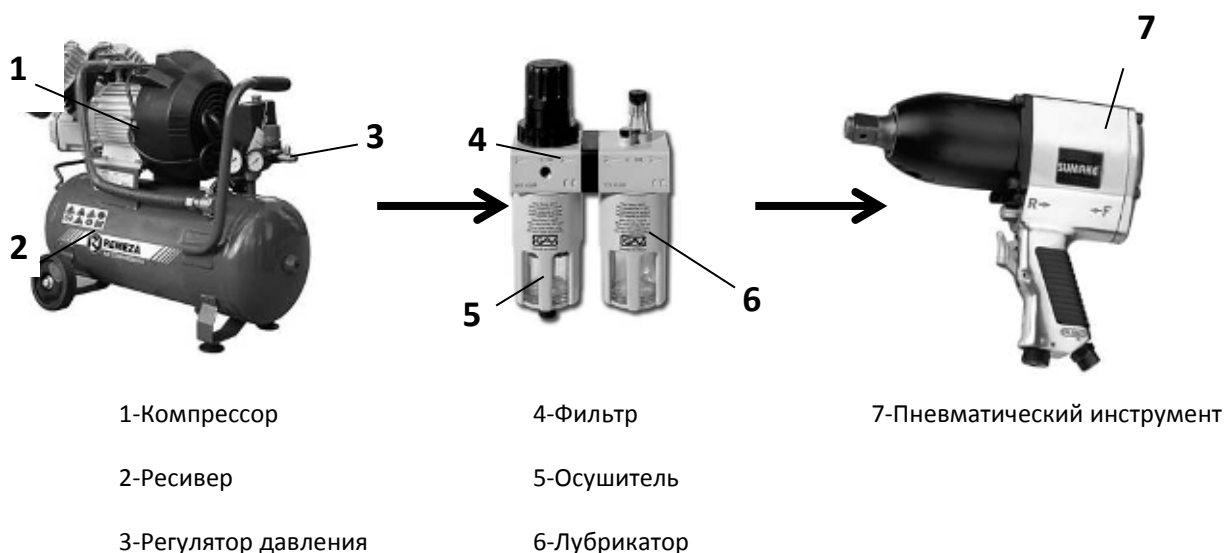 7
1
3
4
2
5
6
REMEZA
SUMAKE
R
F
1-Компрессор
4-Фильтр
7-Пневматический инструмент
2-Ресивер
5-Осушитель
3-Регулятор давления
6-Лубрикатор